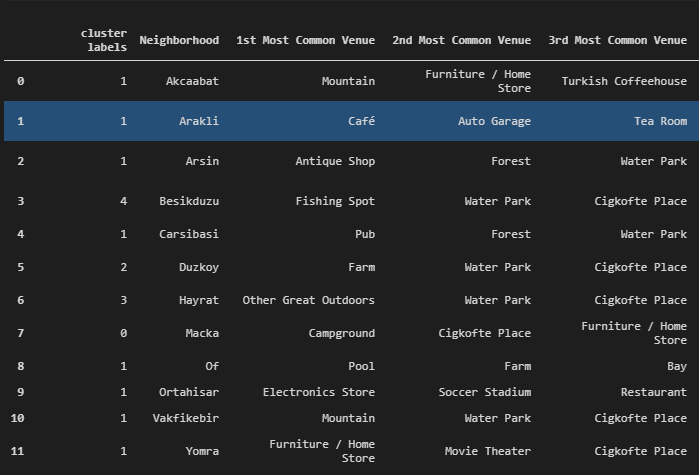 cluster labels Neighborhood 1st Most Common Venue 2nd Most Common Venue 3rd Most Common Venue
0 1 Akcaabat Mountain Furniture / Home Store Turkish Coffeehouse
1 1 Arakli Café Auto Garage Tea Room
2 1 Arsin Antique Shop Forest Water Park
3 4 Besikduzu Fishing Spot Water Park Cigkofte Place
4 1 Carsibasi Pub Forest Water Park
5 2 Duzkoy Farm Water Park Cigkofte Place
6 3 Hayrat Other Great Outdoors Water Park Cigkofte Place
7 0 Macka Campground Cigkofte Place Furniture / Home Store
8 1 Of Pool Farm Bay
9 1 Ortahisar Electronics Store Soccer Stadium Restaurant
10 1 Vakfikebir Mountain Water Park Cigkofte Place
11 1 Yomra Furniture / Home Store Movie Theater Cigkofte Place